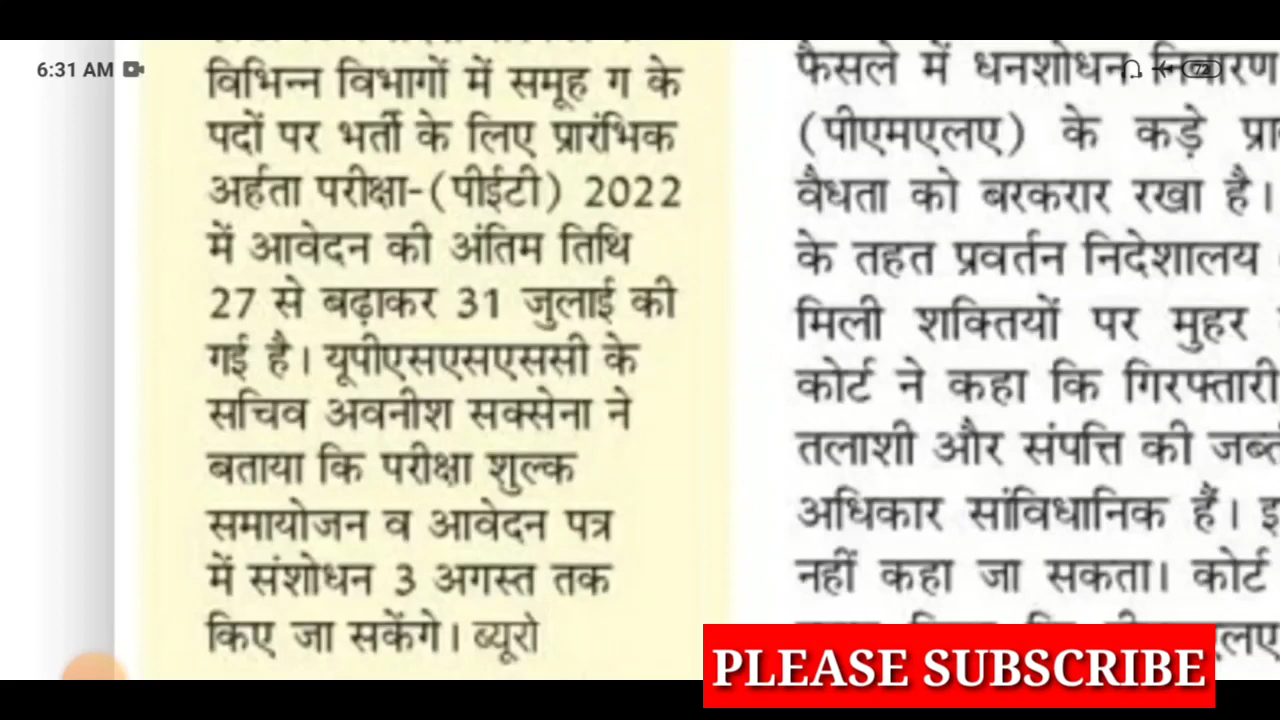 6:31 AM
72
विभिन्न विभागों में समूह ग के
पदों पर भर्ती के लिए प्रारंभिक
अर्हता परीक्षा-(पीईटी) 2022
में आवेदन की अंतिम तिथि
27 से बढ़ाकर 31 जुलाई की
गई है। यूपीएसएसएससी के
सचिव अवनीश सक्सेना ने
बताया कि परीक्षा शुल्क
समायोजन व आवेदन पत्र
में संशोधन 3 अगस्त तक
किए जा सकेंगे। ब्यूरो
फैसले में धनशोधन
(पीएमएलए) के कड़े
वैधता को बरकरार रखा है।
के तहत प्रवर्तन निदेशालय
मिली शक्तियों पर मुहर
कोर्ट ने कहा कि गिरफ्तारी
तलाशी और संपत्ति की
अधिकार सांविधानिक हैं।
नहीं कहा जा सकता। कोर्ट
PLEASE SUBSCRIBE